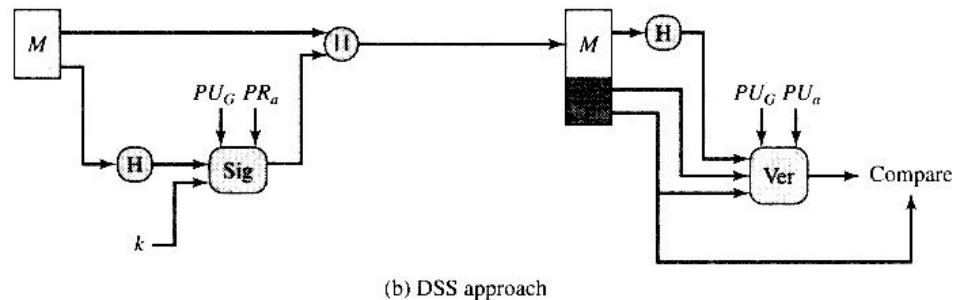 M
||
M
H
PU_G PR_a
PU_G PU_a
H
Sig
Ver
Compare
k
(b) DSS approach